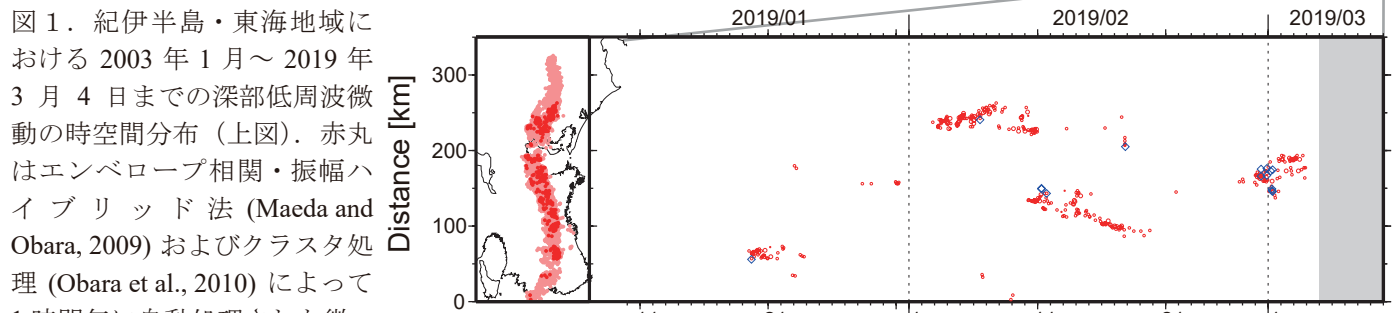 図 1．紀伊半島・東海地域に
おける 2003 年 1 月～ 2019 年
3 月 4 日までの深部低周波微
動の時空間分布（上図）．赤丸
はエンベロープ相関・振幅ハ
イブリッド法 (Maeda and
Obara, 2009) およびクラスタ処
理 (Obara et al., 2010) によって
2019/01
2019/02
2019/03
Distance [km]
300
200
100
0